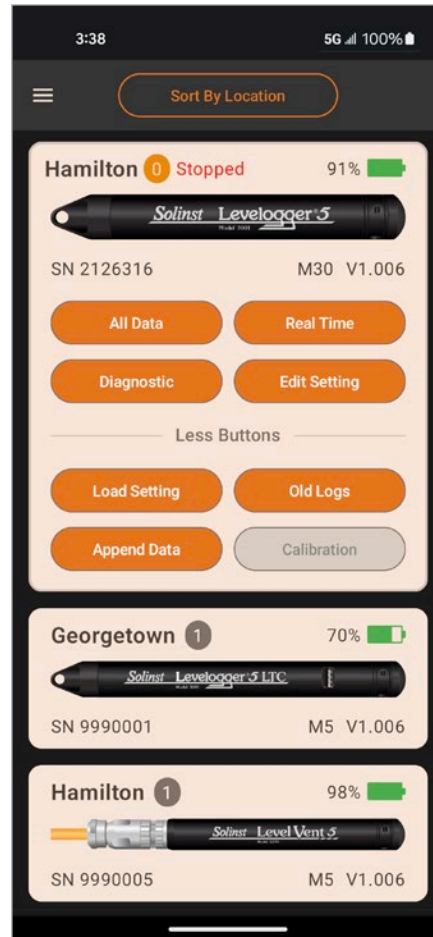 3:38 5G 100%
Sort By Location
Hamilton 0 Stopped 91%
Solinst Levelogger 5
Model 3001
SN 2126316 M30 V1.006
All Data Real Time
Diagnostic Edit Setting
Less Buttons
Load Setting Old Logs
Append Data Calibration
Georgetown 1 70%
Solinst Levelogger 5 LTC
SN 9990001 M5 V1.006
Hamilton 1 98%
Solinst LevelVent 5
SN 9990005 M5 V1.006